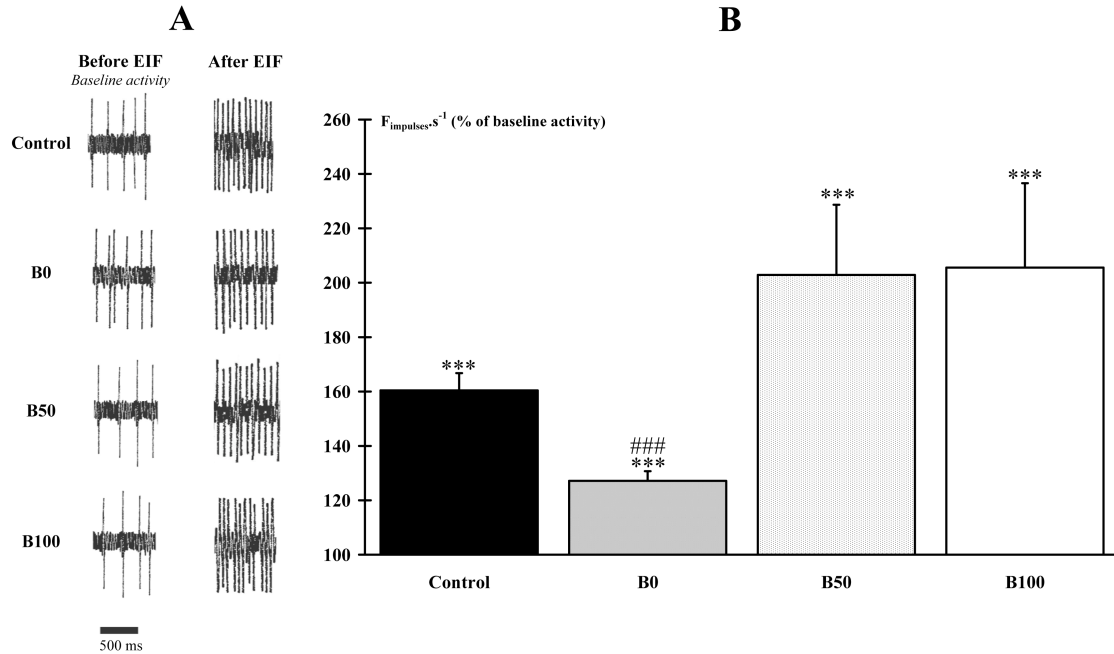 A
B
Before EIF
Baseline activity
After EIF
Control
B0
B50
B100
500 ms
F_impulses.s^-1 (% of baseline activity)
260
240
220
200
180
160
140
120
100
***
###
***
***
***
Control
B0
B50
B100